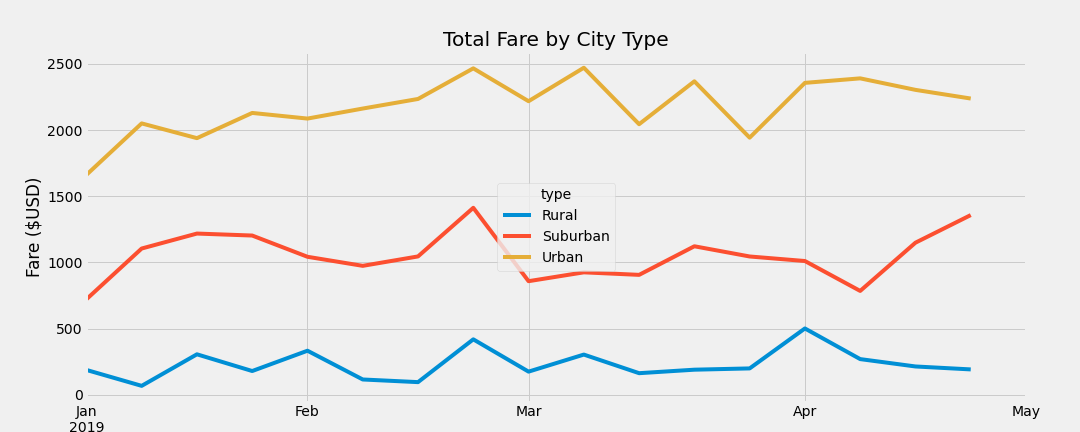 Total Fare by City Type
Fare ($USD)
2500
2000
1500
1000
500
0
type
Rural
Suburban
Urban
Jan Feb Mar Apr May
2019